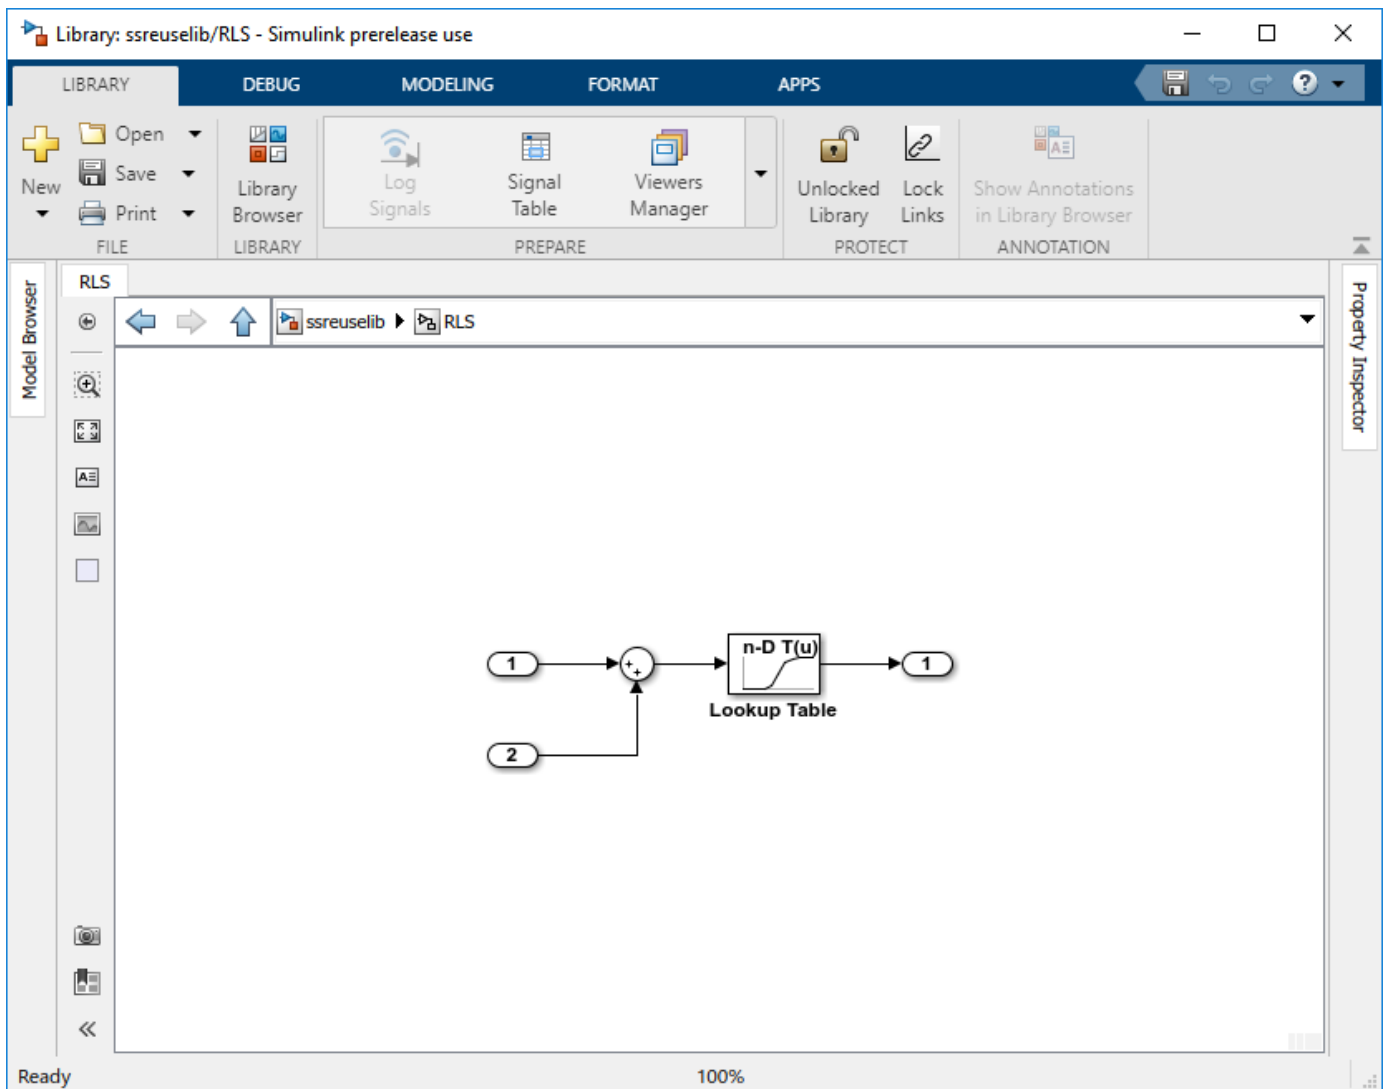 Library: ssreuselib/RLS - Simulink prerelease use
LIBRARY DEBUG MODELING FORMAT APPS
New
Open
Save
Print
FILE
Library
Browser
LIBRARY
Log
Signals
Signal
Table
Viewers
Manager
PREPARE
Unlocked
Library
Lock
Links
PROTECT
Show Annotations
in Library Browser
ANNOTATION
Model Browser
RLS
ssreuselib RLS
Property Inspector
1
2
n-D T(u)
Lookup Table
1
Ready
100%